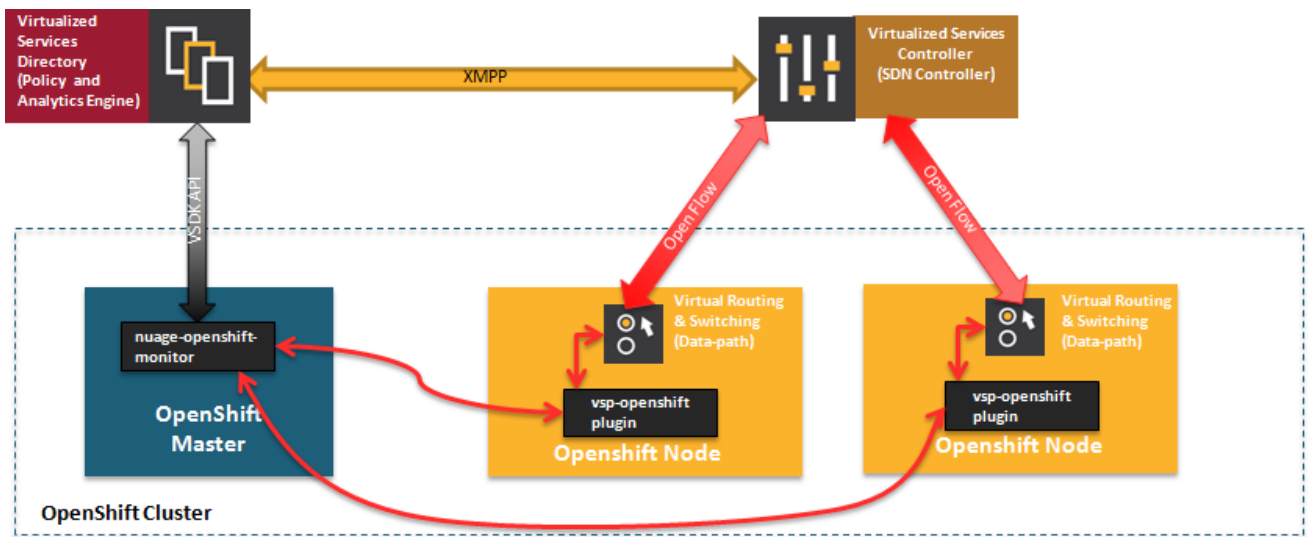 Virtualized
Services
Directory
(Policy and
Analytics Engine)
XMPP
Virtualized Services
Controller
(SDN Controller)
VSDK API
Open Flow
Open Flow
nuage-openshift-
monitor
OpenShift
Master
Virtual Routing
& Switching
(Data-path)
vsp-openshift
plugin
Openshift Node
Virtual Routing
& Switching
(Data-path)
vsp-openshift
plugin
Openshift Node
OpenShift Cluster